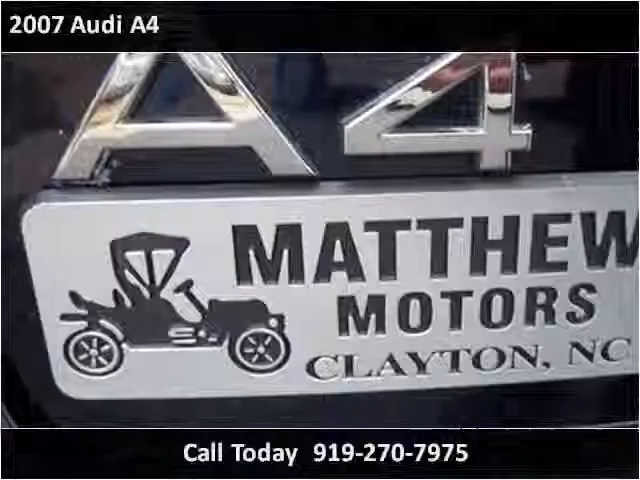 2007 Audi A4
A4
MATTHEW
MOTORS
CLAYTON, NC
Call Today 919-270-7975